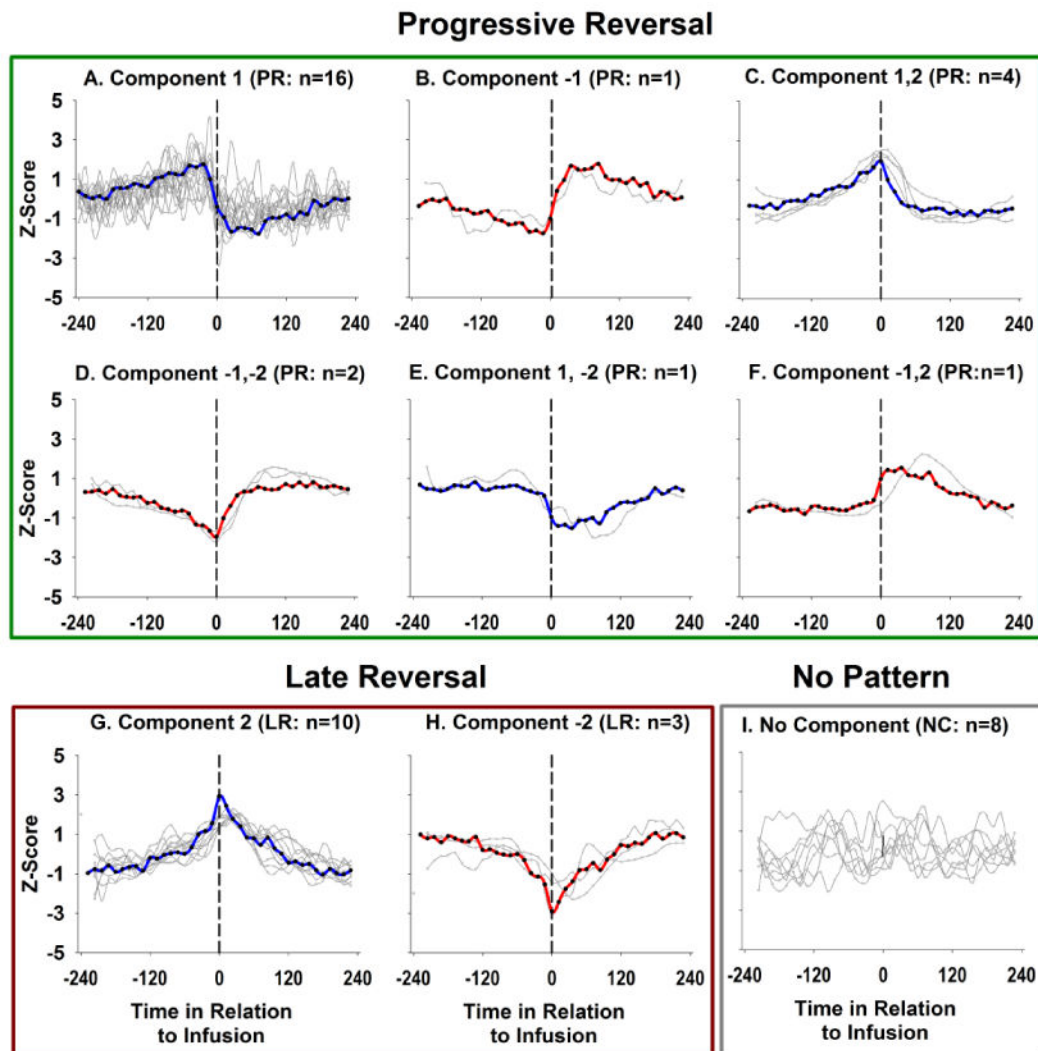 Progressive Reversal
A. Component 1 (PR: n=16)
B. Component -1 (PR: n=1)
C. Component 1,2 (PR: n=4)
Z-Score
5
3
1
-1
-3
-5
-240 -120 0 120 240
-240 -120 0 120 240
-240 -120 0 120 240
D. Component -1,-2 (PR: n=2)
E. Component 1, -2 (PR: n=1)
F. Component -1,2 (PR:n=1)
Z-Score
5
3
1
-1
-3
-5
-240 -120 0 120 240
-240 -120 0 120 240
-240 -120 0 120 240
Late Reversal
No Pattern
G. Component 2 (LR: n=10)
H. Component -2 (LR: n=3)
I. No Component (NC: n=8)
Z-Score
5
3
1
-1
-3
-5
-240 -120 0 120 240
-240 -120 0 120 240
-240 -120 0 120 240
Time in Relation
to Infusion
Time in Relation
to Infusion
Time in Relation
to Infusion